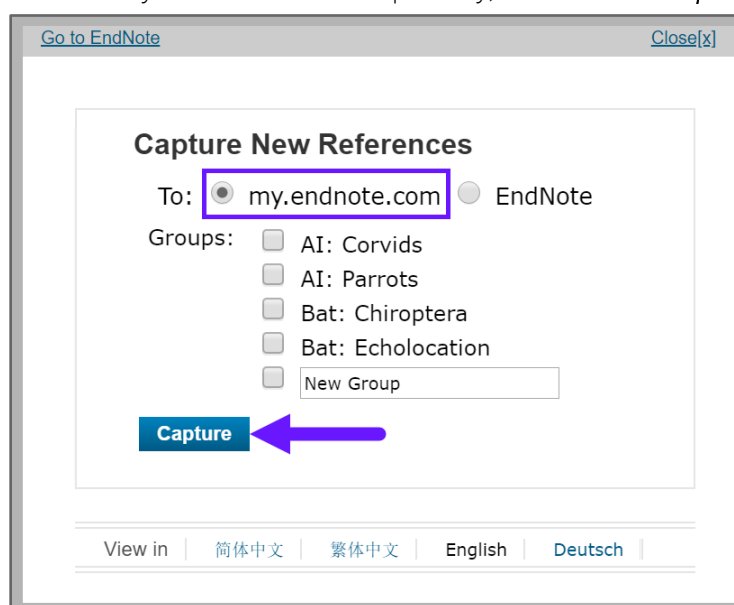 Go to EndNote Close[x]
Capture New References
To: my.endnote.com EndNote
Groups: AI: Corvids
AI: Parrots
Bat: Chiroptera
Bat: Echolocation
New Group
Capture
View in 简体中文 繁体中文 English Deutsch